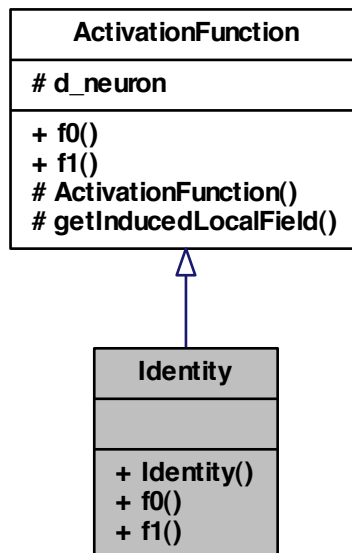 ActivationFunction
# d_neuron
+ f0()
+ f1()
# ActivationFunction()
# getInducedLocalField()
Identity
+ Identity()
+ f0()
+ f1()